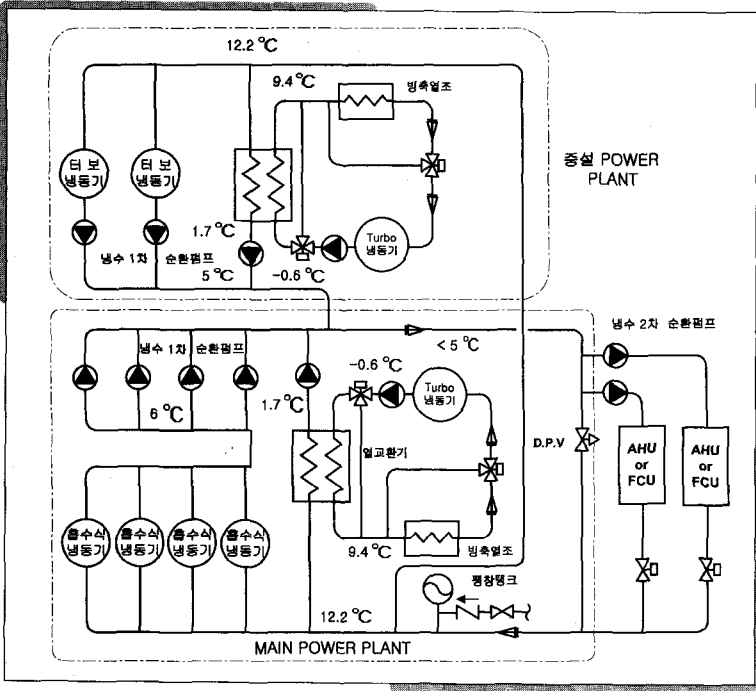 12.2 ℃
9.4 ℃
빙축열조
터 보
냉동기
터 보
냉동기
증설 POWER
PLANT
1.7 ℃
Turbo
냉동기
냉수 1차 순환펌프
5 ℃
-0.6 ℃
냉수 2차 순환펌프
냉수 1차 순환펌프
< 5 ℃
-0.6 ℃
Turbo
냉동기
1.7 ℃
6 ℃
열교환기
D.P.V
AHU
or
FCU
AHU
or
FCU
흡수식
냉동기
흡수식
냉동기
흡수식
냉동기
흡수식
냉동기
9.4 ℃
빙축열조
팽창탱크
12.2 ℃
MAIN POWER PLANT